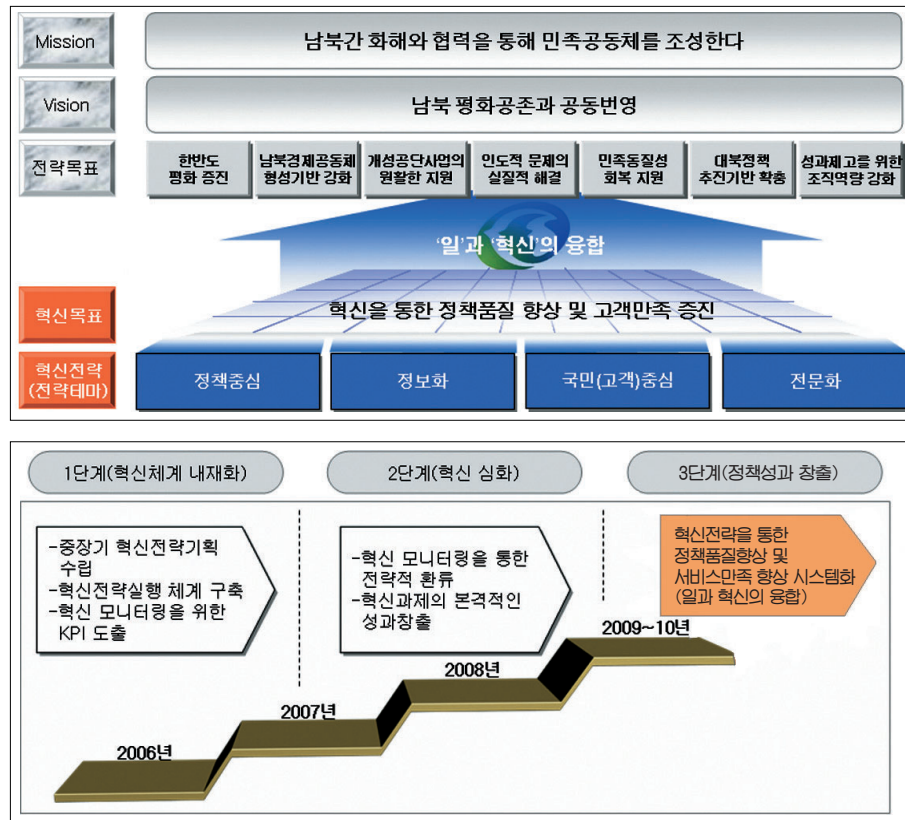 Mission
남북간 화해와 협력을 통해 민족공동체를 조성한다
Vision
남북 평화공존과 공동번영
전략목표
한반도
평화 증진
남북경제공동체
형성기반 강화
개성공단사업의
원활한 지원
인도적 문제의
실질적 해결
민족동질성
회복 지원
대북정책
추진기반 확충
성과제고를 위한
조직역량 강화
'일'과 '혁신'의 융합
혁신목표
혁신을 통한 정책품질 향상 및 고객만족 증진
혁신전략
(전략테마)
정책중심
정보화
국민(고객)중심
전문화
1단계(혁신체계 내재화)
2단계(혁신 심화)
3단계(정책성과 창출)
-중장기 혁신전략기획
수립
-혁신전략실행 체계 구축
-혁신 모니터링을 위한
KPI 도출
-혁신 모니터링을 통한
전략적 환류
-혁신과제의 본격적인
성과창출
혁신전략을 통한
정책품질향상 및
서비스만족 향상 시스템화
(일과 혁신의 융합)
2006년
2007년
2008년
2009~10년